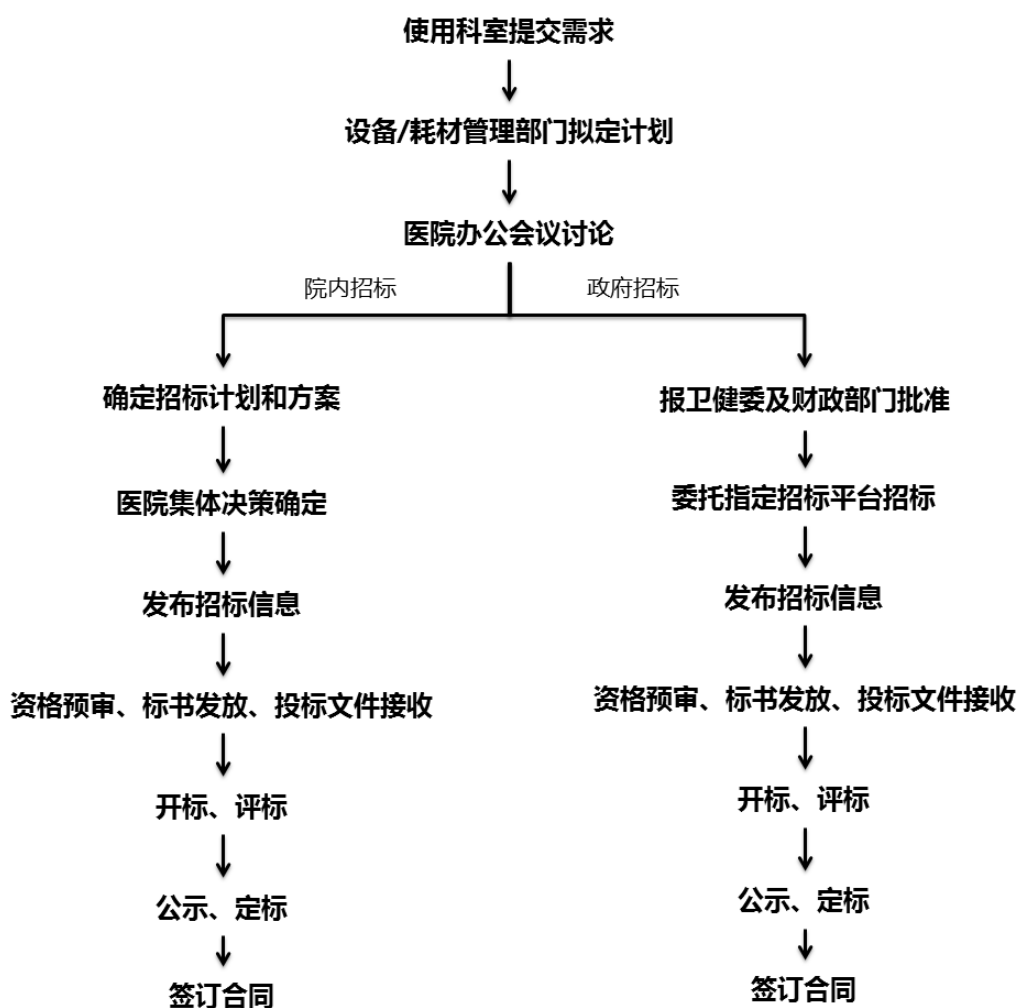 使用科室提交需求
设备/耗材管理部门拟定计划
医院办公会议讨论
院内招标
政府招标
确定招标计划和方案
医院集体决策确定
发布招标信息
资格预审、标书发放、投标文件接收
开标、评标
公示、定标
签订合同
报卫健委及财政部门批准
委托指定招标平台招标
发布招标信息
资格预审、标书发放、投标文件接收
开标、评标
公示、定标
签订合同